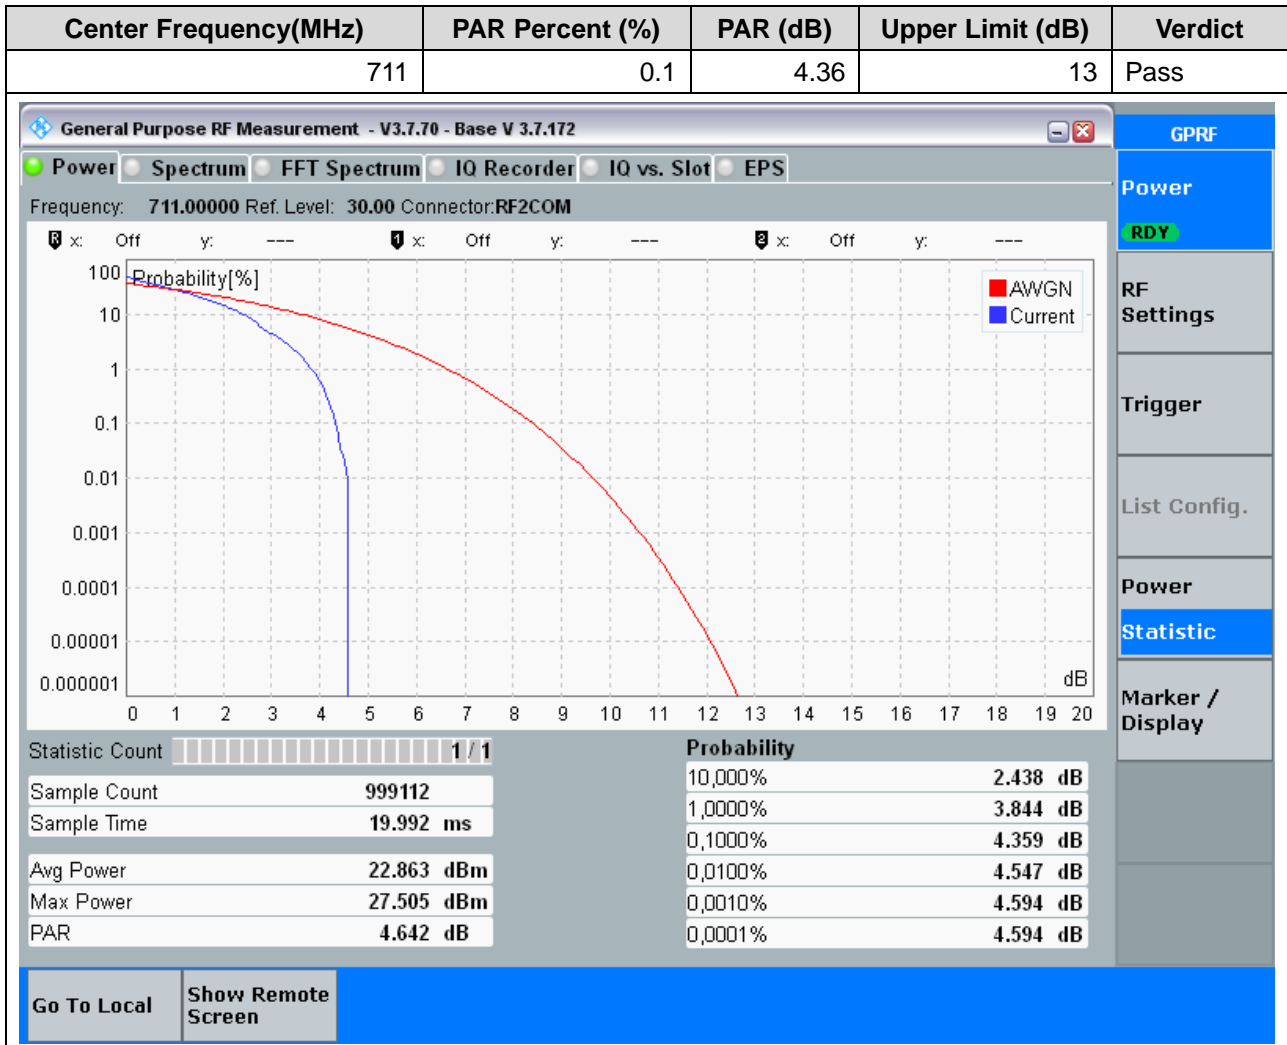 Center Frequency(MHz) PAR Percent (%) PAR (dB) Upper Limit (dB) Verdict
711 0.1 4.36 13 Pass
General Purpose RF Measurement - V3.7.70 - Base V 3.7.172
GPRF
Power Spectrum FFT Spectrum IQ Recorder IQ vs. Slot EPS
Power
RDY
Frequency: 711.00000 Ref. Level: 30.00 Connector:RF2COM
R x: Off y: --- 1 x: Off y: --- 2 x: Off y: ---
Probability[%]
AWGN
Current
100
10
1
0.1
0.01
0.001
0.0001
0.00001
0.000001
dB
0 1 2 3 4 5 6 7 8 9 10 11 12 13 14 15 16 17 18 19 20
RF
Settings
Trigger
List Config.
Power
Statistic
Marker /
Display
Statistic Count 1 / 1
Sample Count 999112
Sample Time 19.992 ms
Avg Power 22.863 dBm
Max Power 27.505 dBm
PAR 4.642 dB
Probability
10,000% 2.438 dB
1,0000% 3.844 dB
0,1000% 4.359 dB
0,0100% 4.547 dB
0,0010% 4.594 dB
0,0001% 4.594 dB
Go To Local
Show Remote
Screen